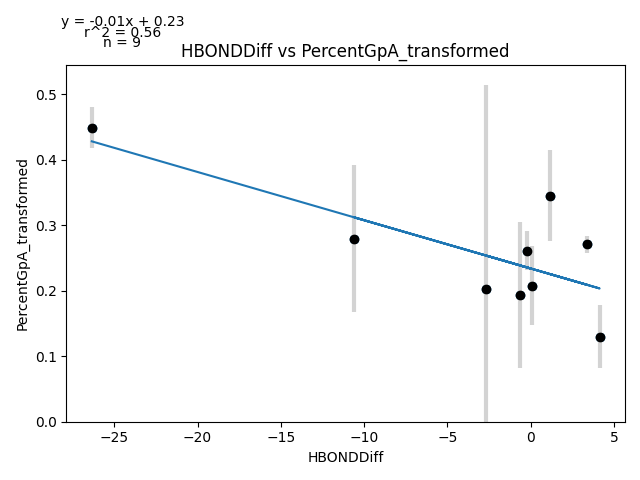 y = -0.01x + 0.23
r^2 = 0.56
n = 9
HBONDDiff vs PercentGpA_transformed
PercentGpA_transformed
0.5
0.4
0.3
0.2
0.1
0.0
−25
−20
−15
−10
−5
0
5
HBONDDiff